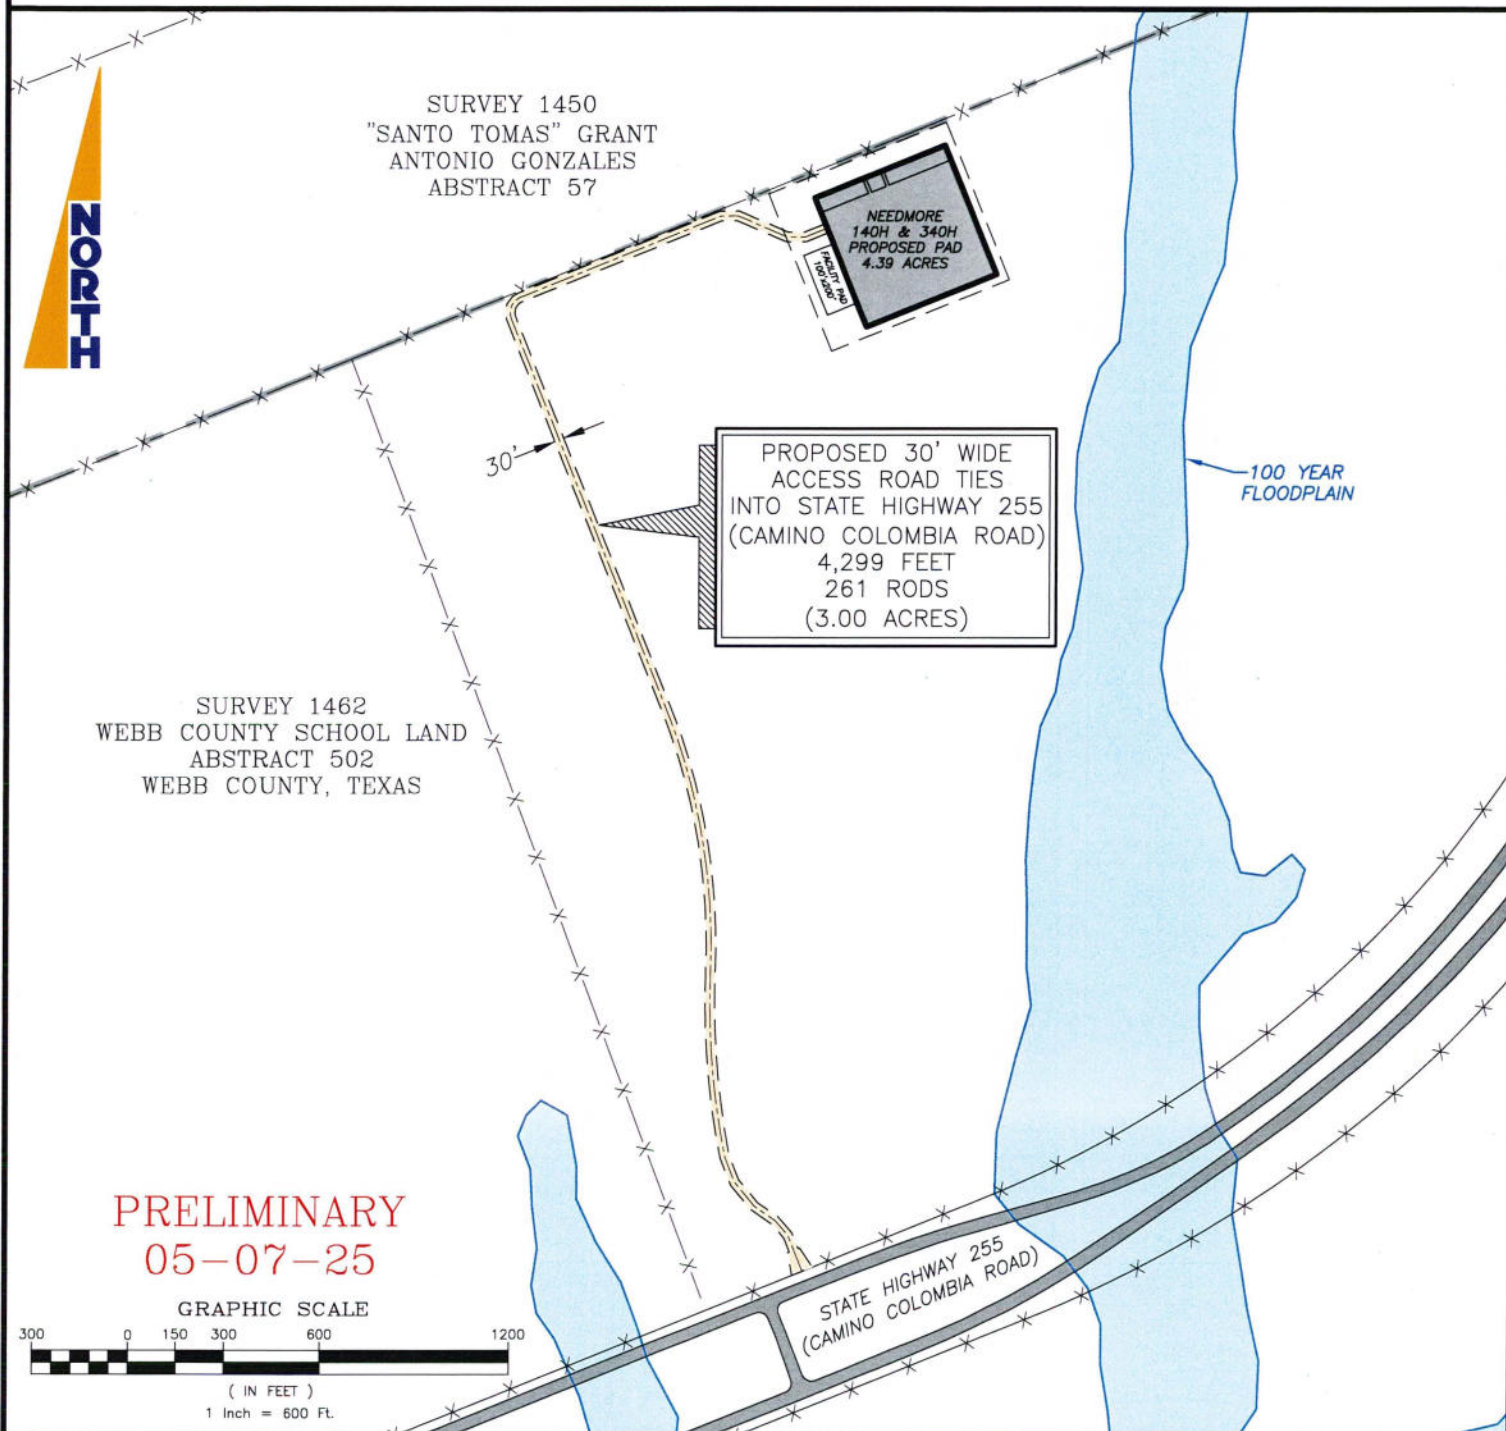 SURVEY 1450
"SANTO TOMAS" GRANT
ANTONIO GONZALES
ABSTRACT 57
NORTH
NEEDMORE
140H & 340H
PROPOSED PAD
4.39 ACRES
FACILITY PAD
100'x200'
30'
PROPOSED 30' WIDE
ACCESS ROAD TIES
INTO STATE HIGHWAY 255
(CAMINO COLOMBIA ROAD)
4,299 FEET
261 RODS
(3.00 ACRES)
100 YEAR
FLOODPLAIN
SURVEY 1462
WEBB COUNTY SCHOOL LAND
ABSTRACT 502
WEBB COUNTY, TEXAS
PRELIMINARY
05-07-25
STATE HIGHWAY 255
(CAMINO COLOMBIA ROAD)
GRAPHIC SCALE
300 0 150 300 600 1200
( IN FEET )
1 Inch = 600 Ft.